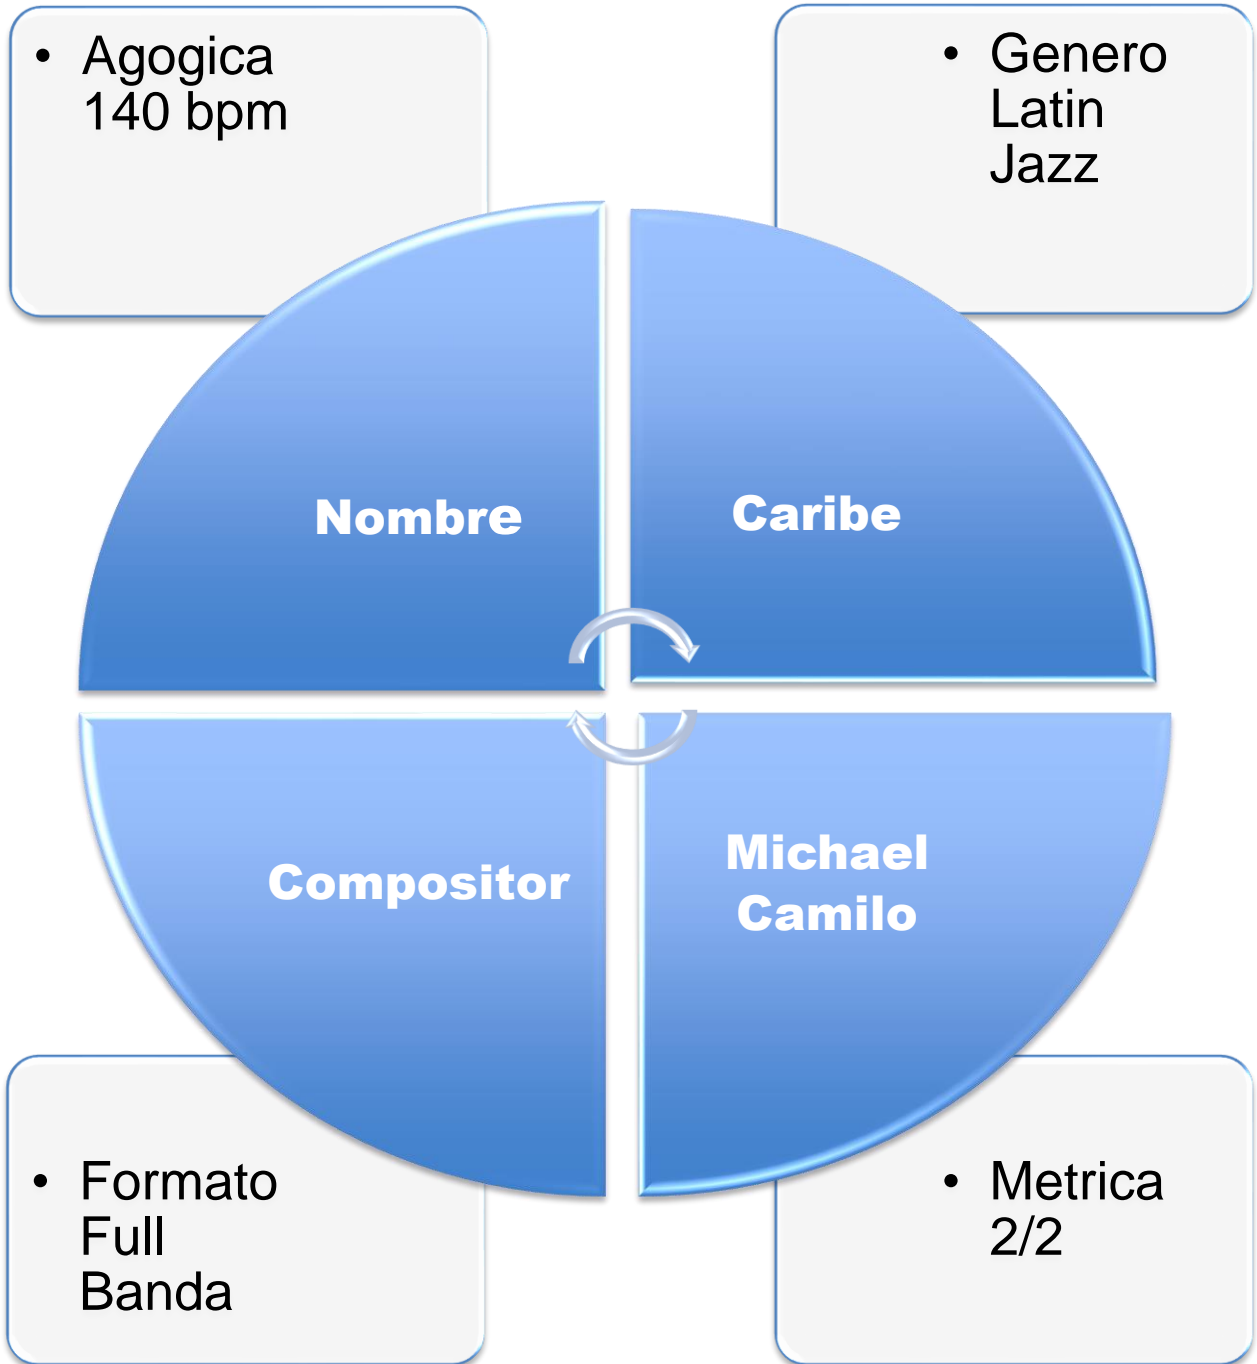 • Agogica
140 bpm
• Genero
Latin
Jazz
Nombre
Caribe
Compositor
Michael
Camilo
• Formato
Full
Banda
• Metrica
2/2